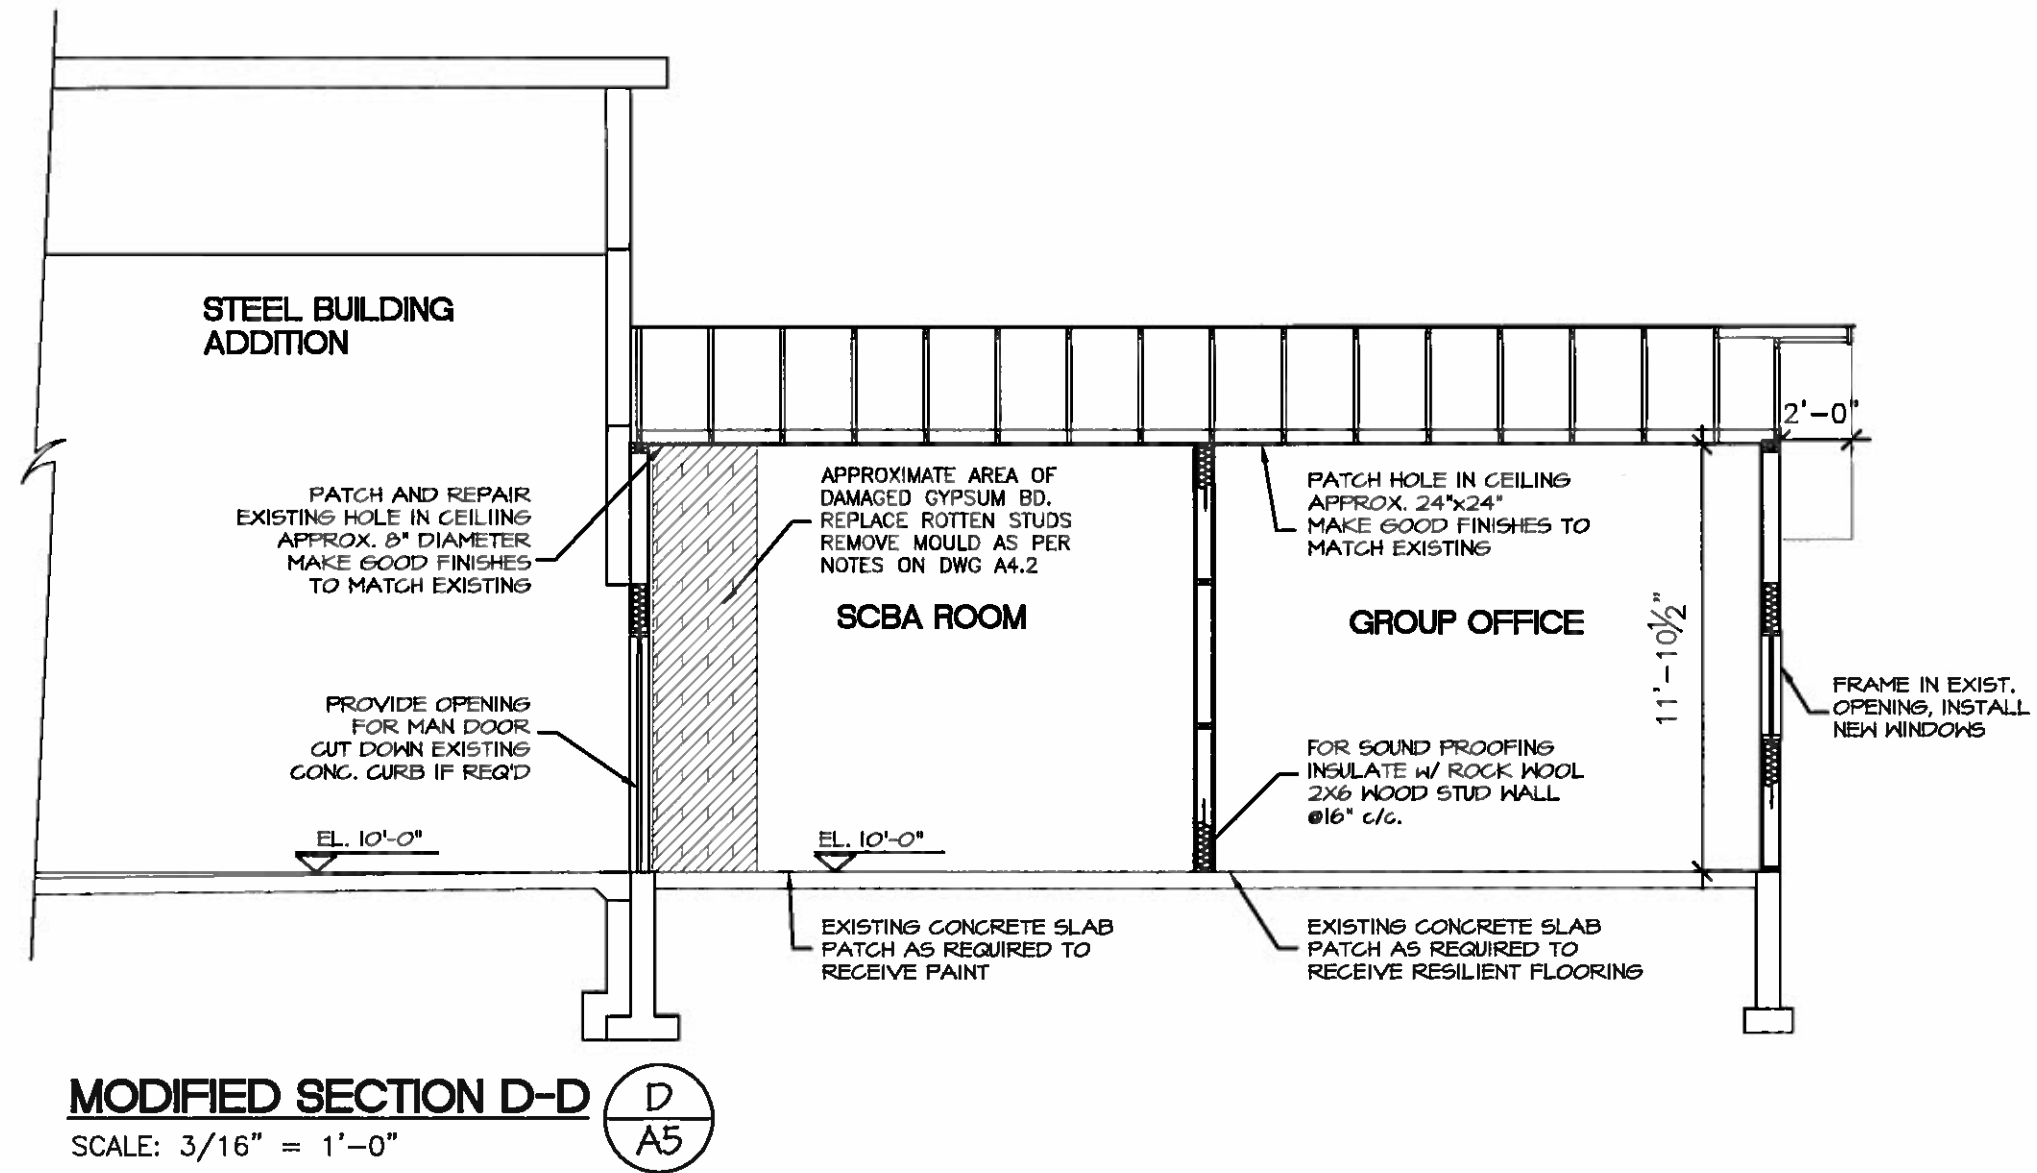 STEEL BUILDING
ADDITION
2'-0"
PATCH AND REPAIR
EXISTING HOLE IN CEILIING
APPROX. 8" DIAMETER
MAKE GOOD FINISHES
TO MATCH EXISTING
APPROXIMATE AREA OF
DAMAGED GYPSUM BD.
REPLACE ROTTEN STUDS
REMOVE MOULD AS PER
NOTES ON DWG A4.2
PATCH HOLE IN CEILING
APPROX. 24"x24"
MAKE GOOD FINISHES TO
MATCH EXISTING
SCBA ROOM
GROUP OFFICE
11'-10½"
FRAME IN EXIST.
OPENING, INSTALL
NEW WINDOWS
PROVIDE OPENING
FOR MAN DOOR
CUT DOWN EXISTING
CONC. CURB IF REQ'D
FOR SOUND PROOFING
INSULATE w/ ROCK WOOL
2X6 WOOD STUD WALL
@16" c/c.
EL. 10'-0"
EL. 10'-0"
EXISTING CONCRETE SLAB
PATCH AS REQUIRED TO
RECEIVE PAINT
EXISTING CONCRETE SLAB
PATCH AS REQUIRED TO
RECEIVE RESILIENT FLOORING
MODIFIED SECTION D-D
D
A5
SCALE: 3/16" = 1'-0"